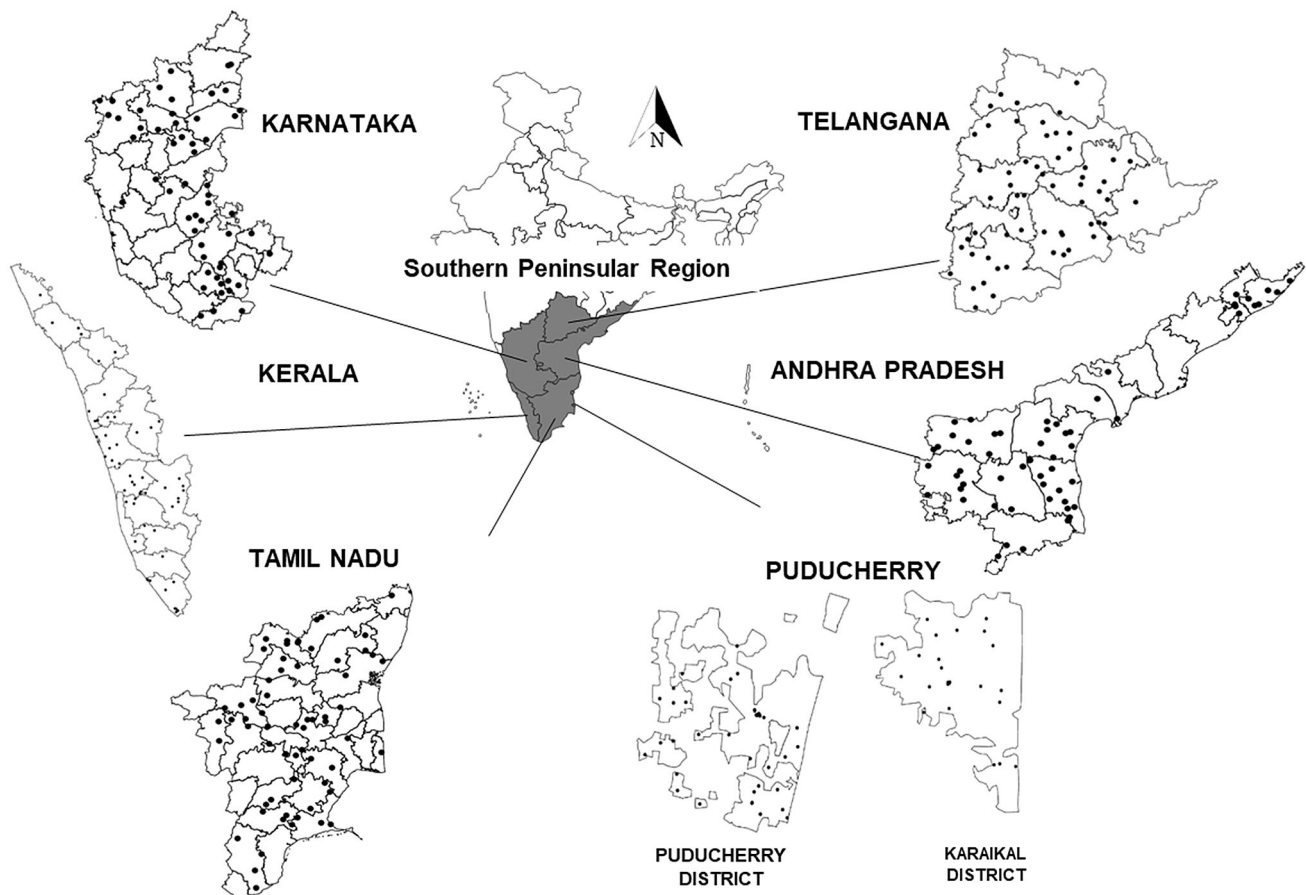 KARNATAKA
N
TELANGANA
Southern Peninsular Region
KERALA
ANDHRA PRADESH
TAMIL NADU
PUDUCHERRY
PUDUCHERRY
DISTRICT
KARAIKAL
DISTRICT